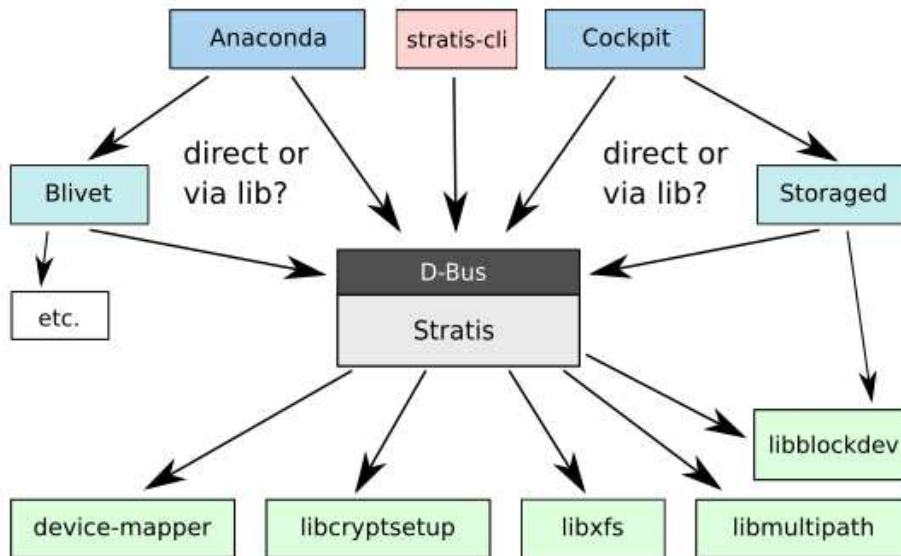 Anaconda
stratis-cli
Cockpit
direct or
via lib?
direct or
via lib?
Blivet
Storaged
D-Bus
etc.
Stratis
libblockdev
device-mapper
libcryptsetup
libxfs
libmultipath